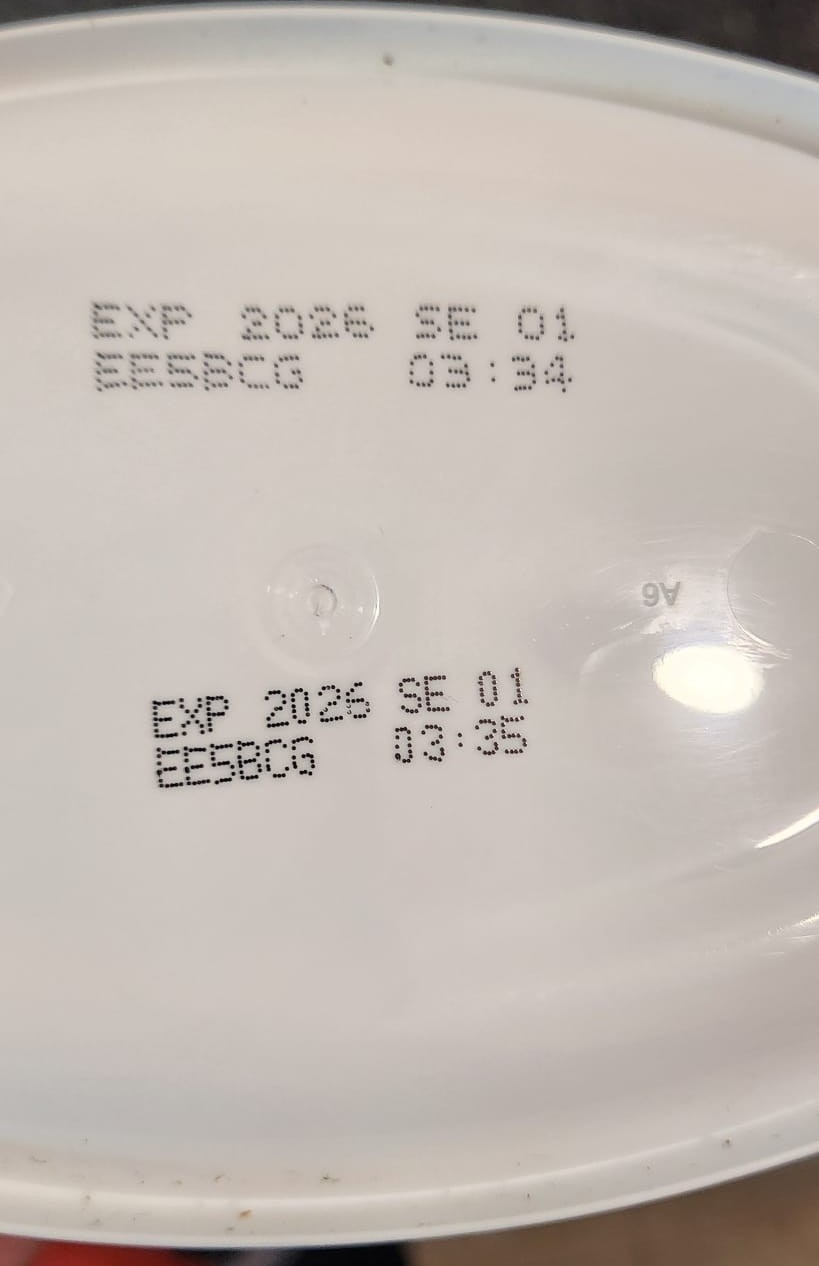 EXP 2026 SE 01
EE5BCG 03:34
A6
EXP 2026 SE 01
EE5BCG 03:35